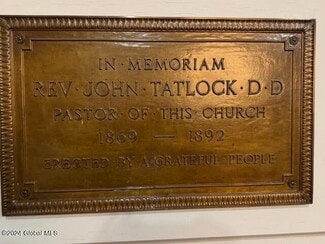 IN · MEMORIAM
REV · JOHN · TATLOCK · D · D
PASTOR · OF · THIS · CHURCH
1869 — 1892
ERECTED · BY · A · GRATEFUL · PEOPLE
© 2024 Global MLS